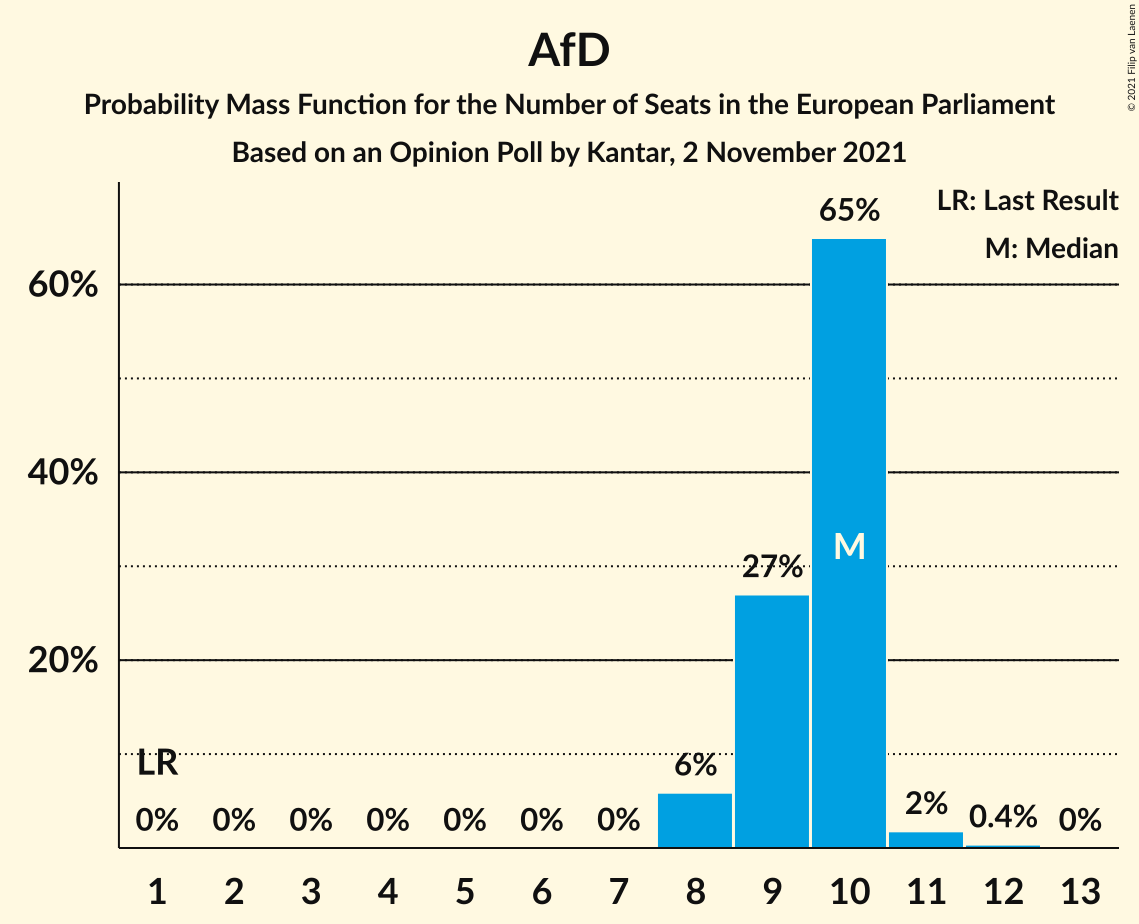 AfD
Probability Mass Function for the Number of Seats in the European Parliament
Based on an Opinion Poll by Kantar, 2 November 2021
© 2021 Filip van Laenen
LR: Last Result
M: Median
60%
40%
20%
LR
0% 0% 0% 0% 0% 0% 0% 6% 27% 65% 2% 0.4% 0%
M
1 2 3 4 5 6 7 8 9 10 11 12 13